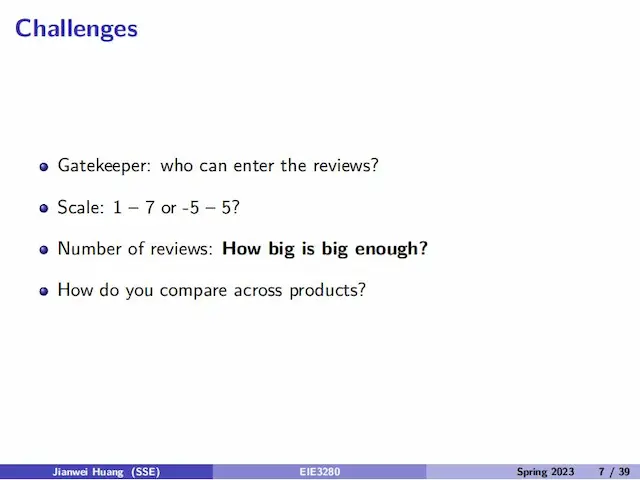 Challenges
Gatekeeper: who can enter the reviews?
Scale: 1 – 7 or -5 – 5?
Number of reviews: How big is big enough?
How do you compare across products?
Jianwei Huang (SSE) EIE3280 Spring 2023 7 / 39